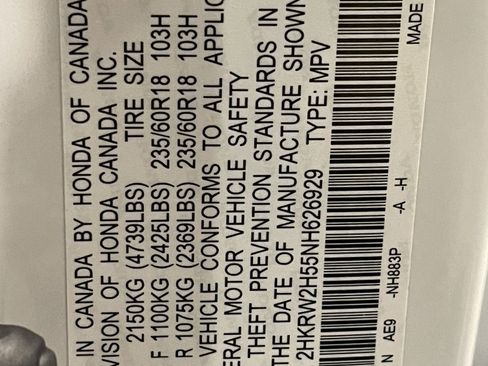 IN CANADA BY HONDA OF CANADA
VISION OF HONDA CANADA INC.
2150KG (4739LBS) TIRE SIZE
F 1100KG (2425LBS) 235/60R18 103H
R 1075KG (2369LBS) 235/60R18 103H
VEHICLE CONFORMS TO ALL APPLIC
ERAL MOTOR VEHICLE SAFETY
THEFT PREVENTION STANDARDS IN
THE DATE OF MANUFACTURE SHOWN
2HKRW2H55NH626929 TYPE: MPV
N AE9 -NH883P -A -H MADE